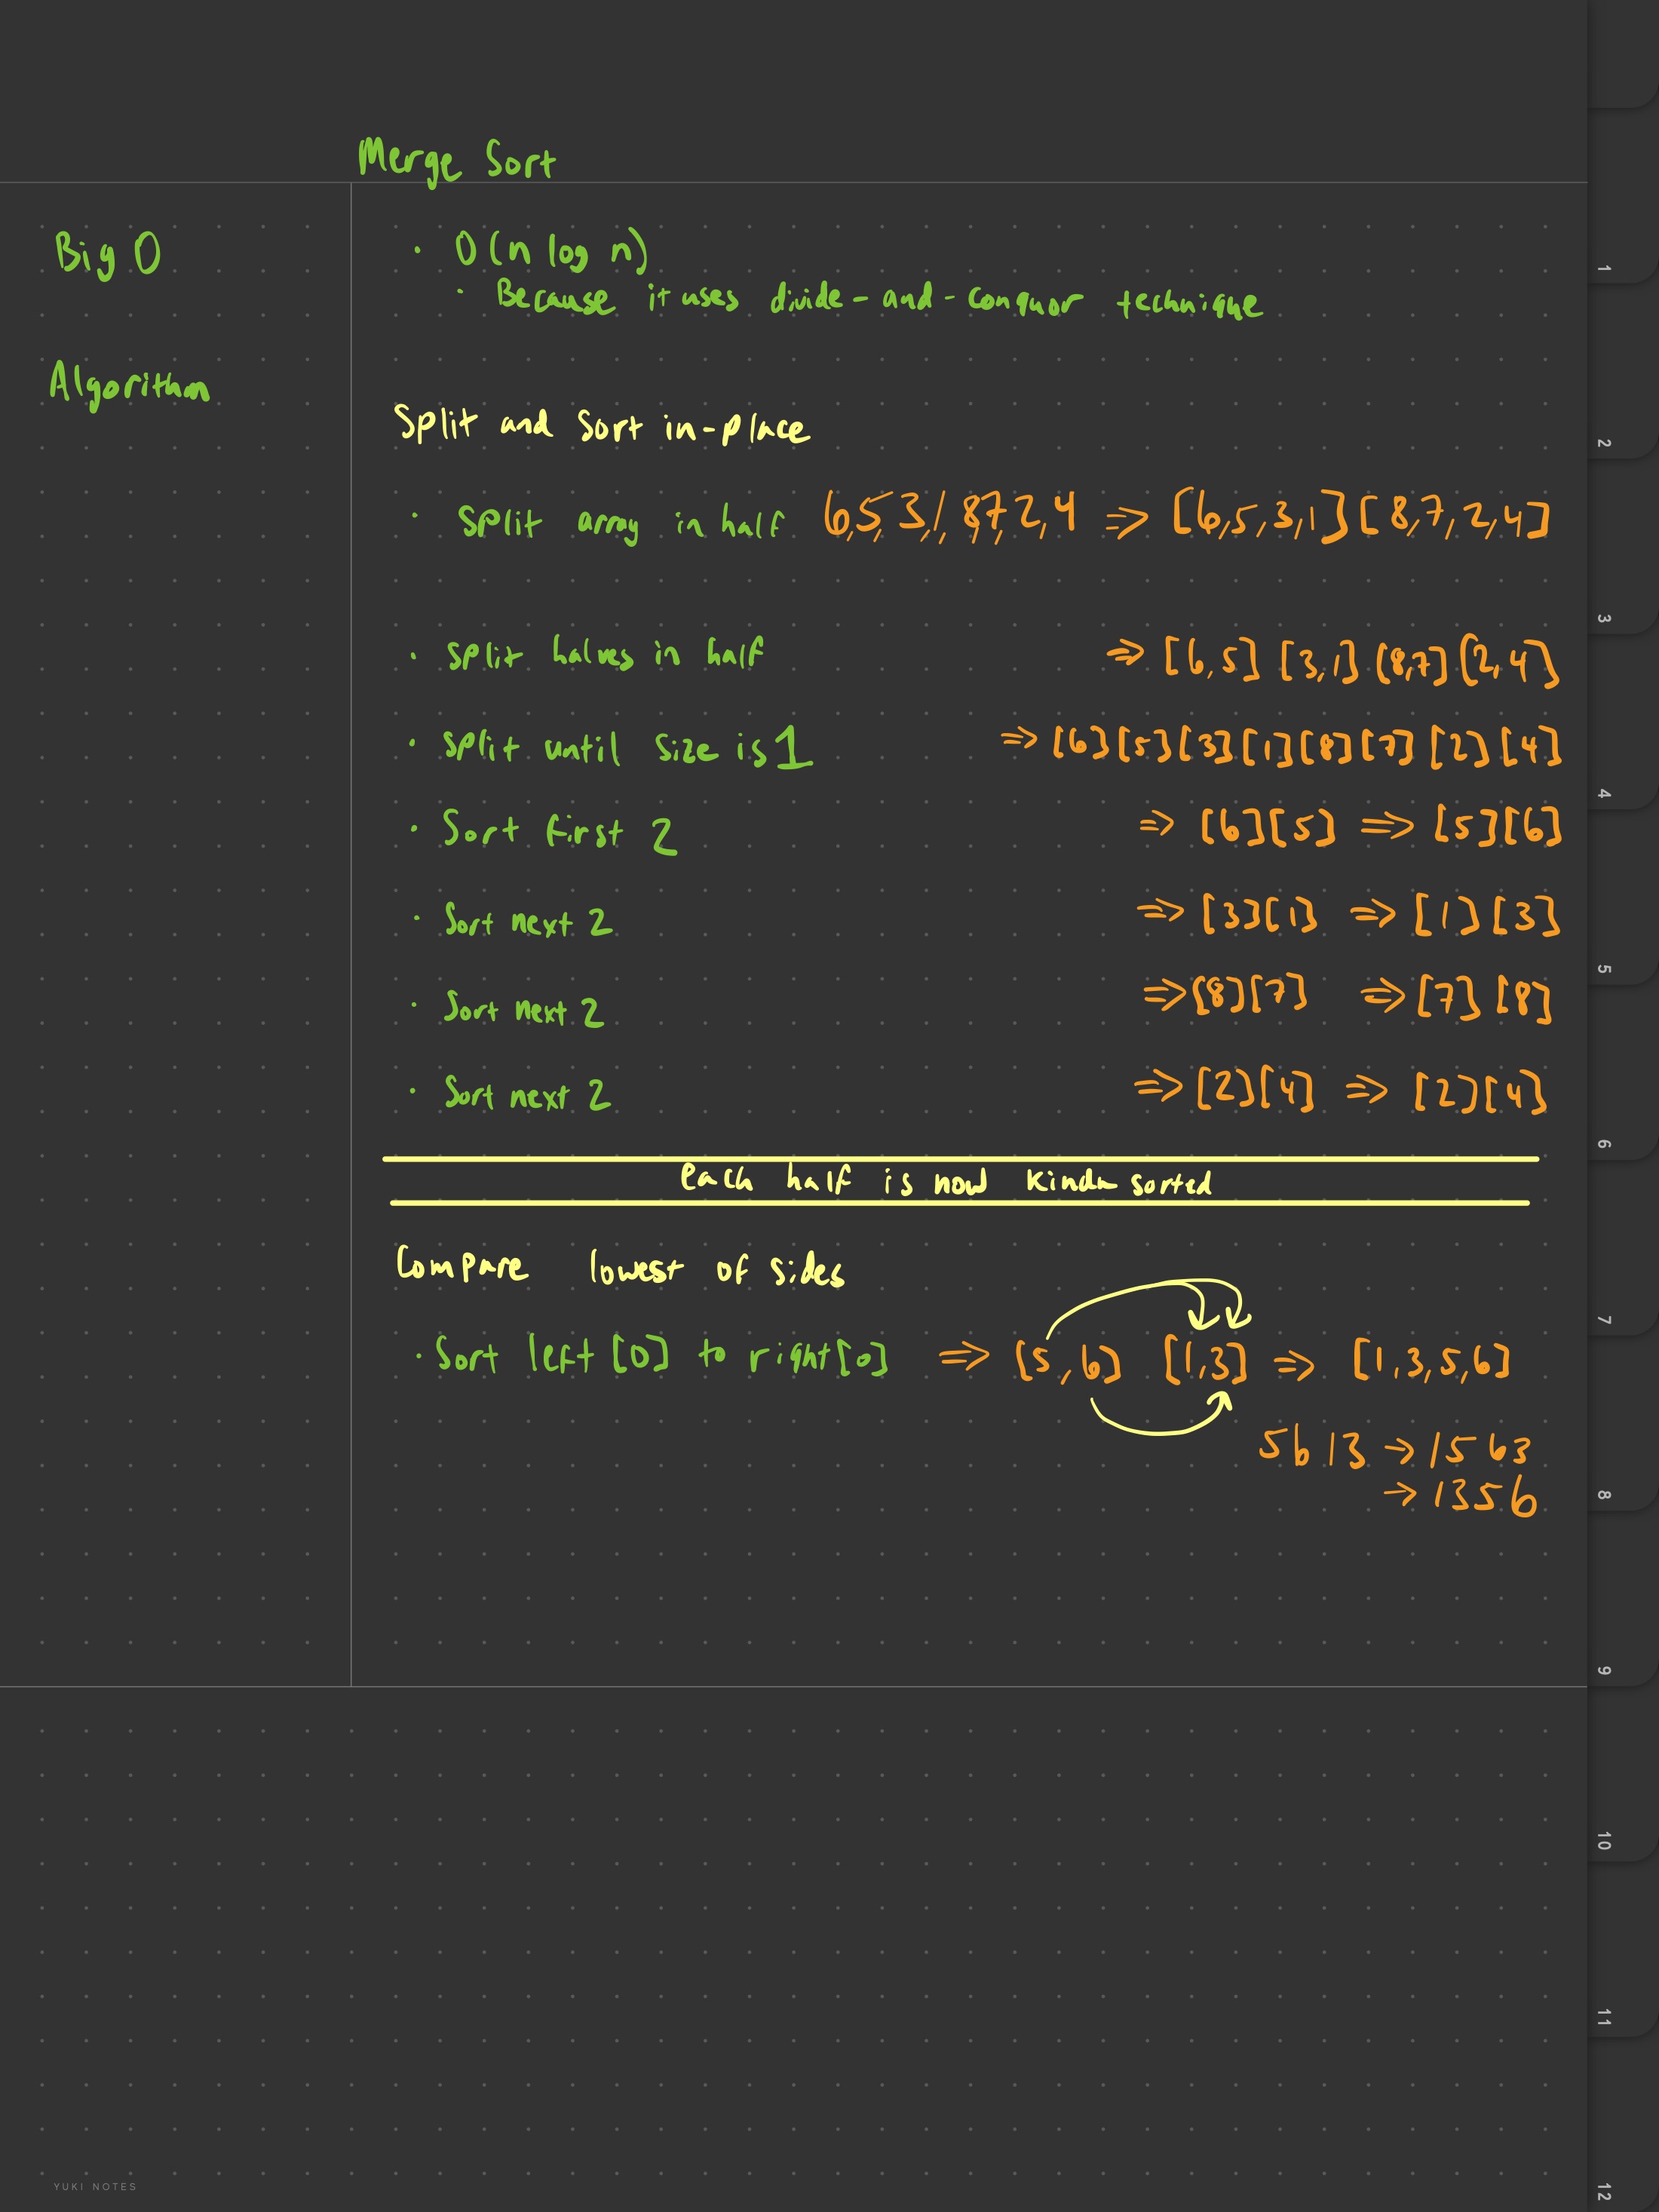 Merge Sort
Big O
· O(n log n)
· Because it uses divide-and-conquor technique
Algorithm
Split and Sort in-place
· split array in half 6,5,3,1,8,7,2,4 => [6,5,3,1][8,7,2,4]
· split halves in half => [6,5] [3,1] [8,7] [2,4]
· split until size is 1 => [6][5][3][1][8][7][2][4]
· Sort first 2 => [6][5] => [5][6]
· Sort next 2 => [3][1] => [1][3]
· Sort next 2 => [8][7] => [7][8]
· Sort next 2 => [2][4] => [2][4]
each half is now kinda sorted
Compare lowest of sides
· Sort left[0] to right[0] => [5,6] [1,3] => [1,3,5,6]
5613 → 1563
→ 1356
1
2
3
4
5
6
7
8
9
10
11
12
YUKI NOTES